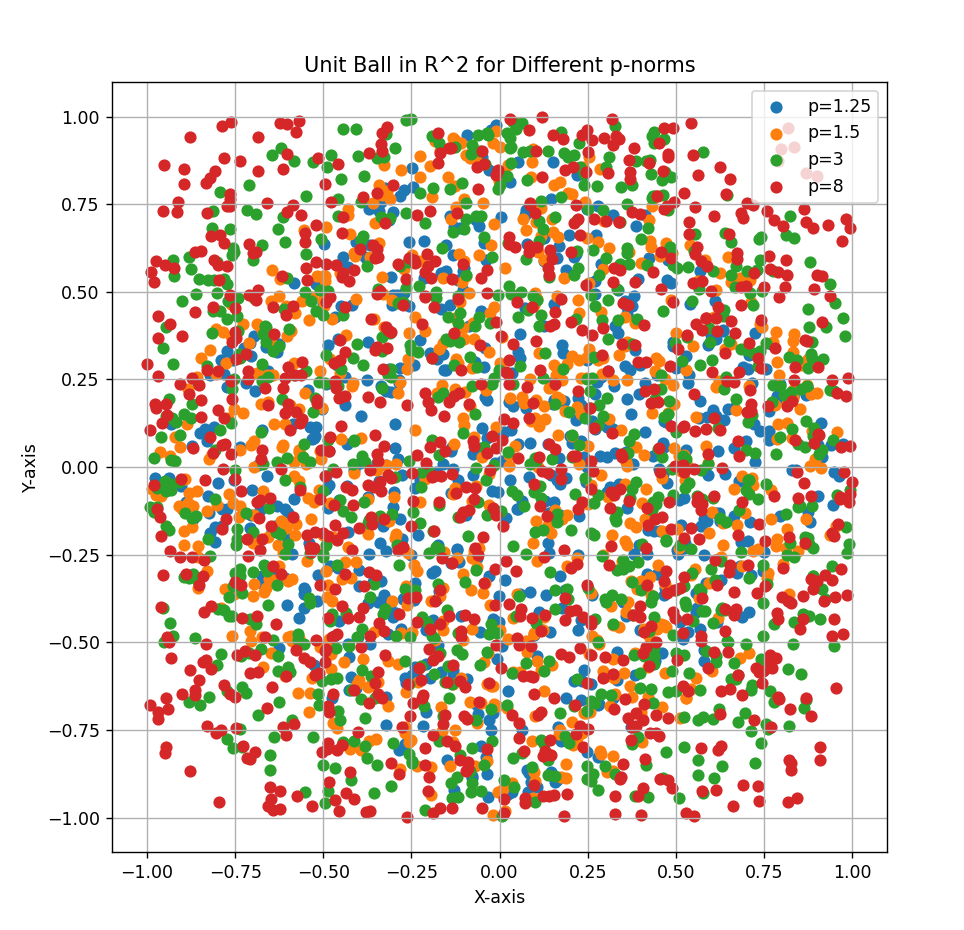 Unit Ball in R^2 for Different p-norms
p=1.25
p=1.5
p=3
p=8
1.00
0.75
0.50
0.25
0.00
−0.25
−0.50
−0.75
−1.00
Y-axis
−1.00 −0.75 −0.50 −0.25 0.00 0.25 0.50 0.75 1.00
X-axis